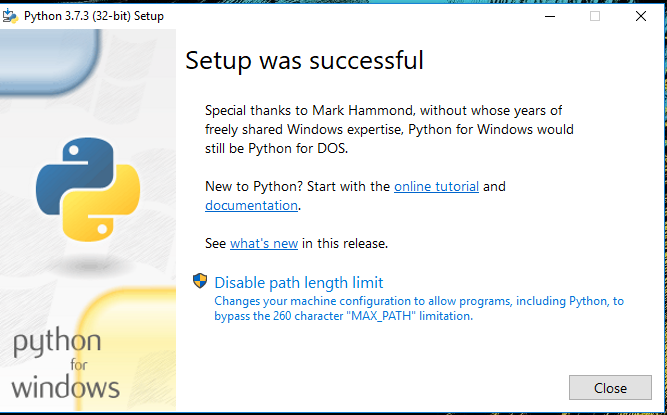 Python 3.7.3 (32-bit) Setup
Setup was successful
Special thanks to Mark Hammond, without whose years of
freely shared Windows expertise, Python for Windows would
still be Python for DOS.
New to Python? Start with the online tutorial and
documentation.
See what's new in this release.
Disable path length limit
Changes your machine configuration to allow programs, including Python, to
bypass the 260 character "MAX_PATH" limitation.
python
for
windows
Close